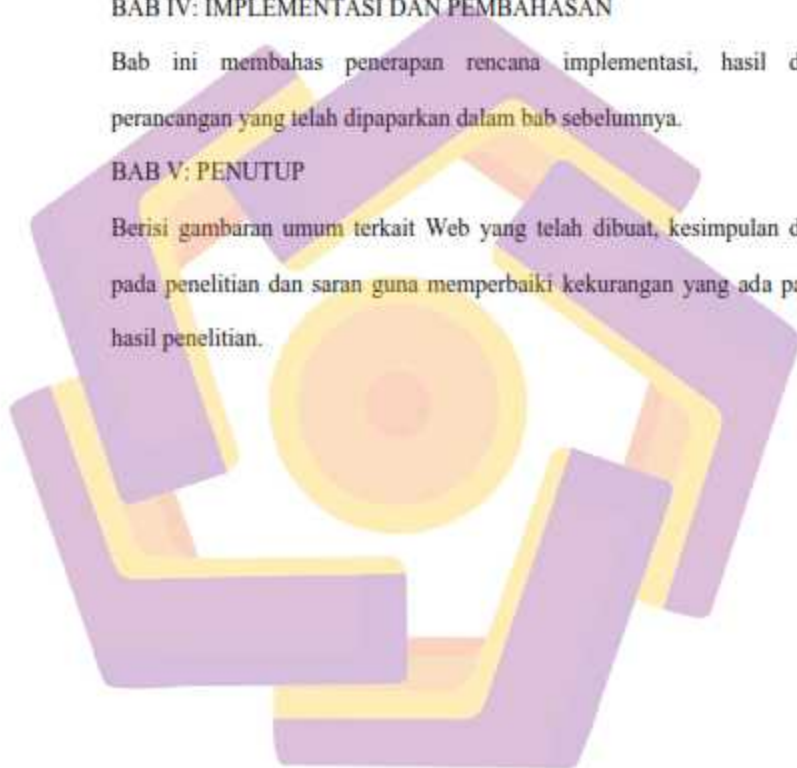 BAB IV: IMPLEMENTASI DAN PEMBAHASAN
Bab ini membahas penerapan rencana implementasi, hasil
perancangan yang telah dipaparkan dalam bab sebelumnya.
BAB V: PENUTUP
Berisi gambaran umum terkait Web yang telah dibuat, kesimpulan
pada penelitian dan saran guna memperbaiki kekurangan yang ada
hasil penelitian.